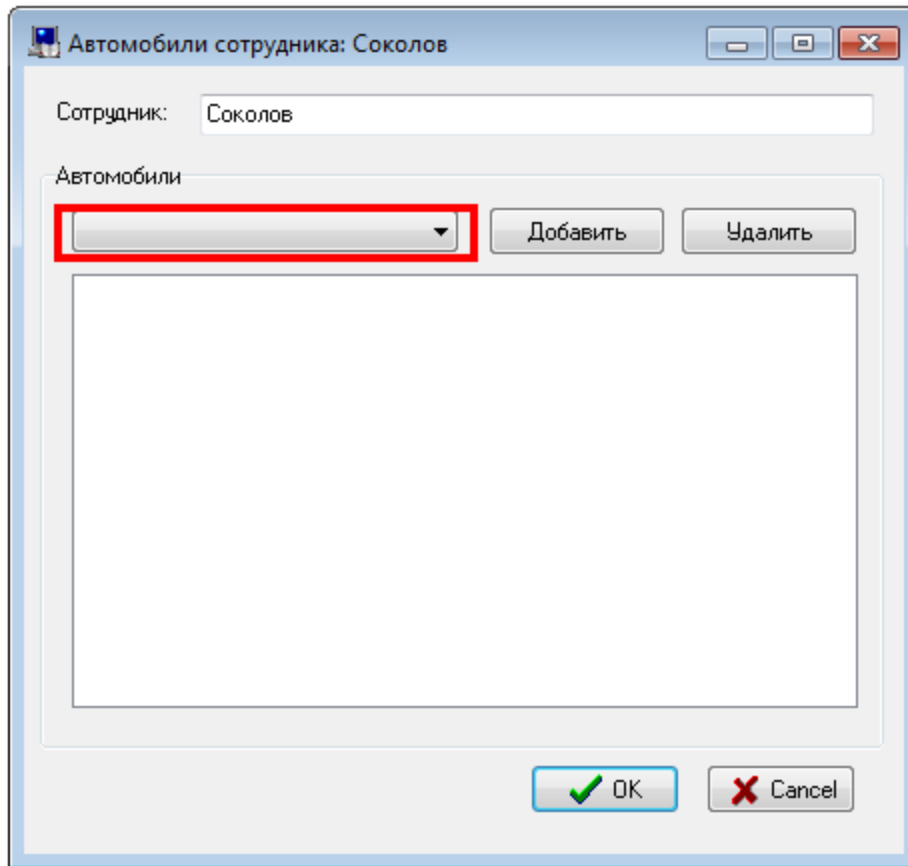 Автомобили сотрудника: Соколов
Сотрудник: Соколов
Автомобили
Добавить Удалить
OK Cancel